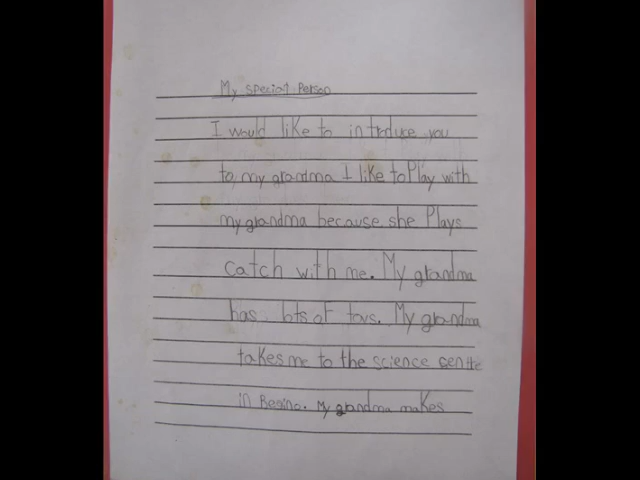 My special Person
I would like to introduce you
to my grandma I like to Play with
my grandma because she Plays
catch with me. My grandma
has lots of toys. My grandma
takes me to the science centre
in Regina. My grandma makes